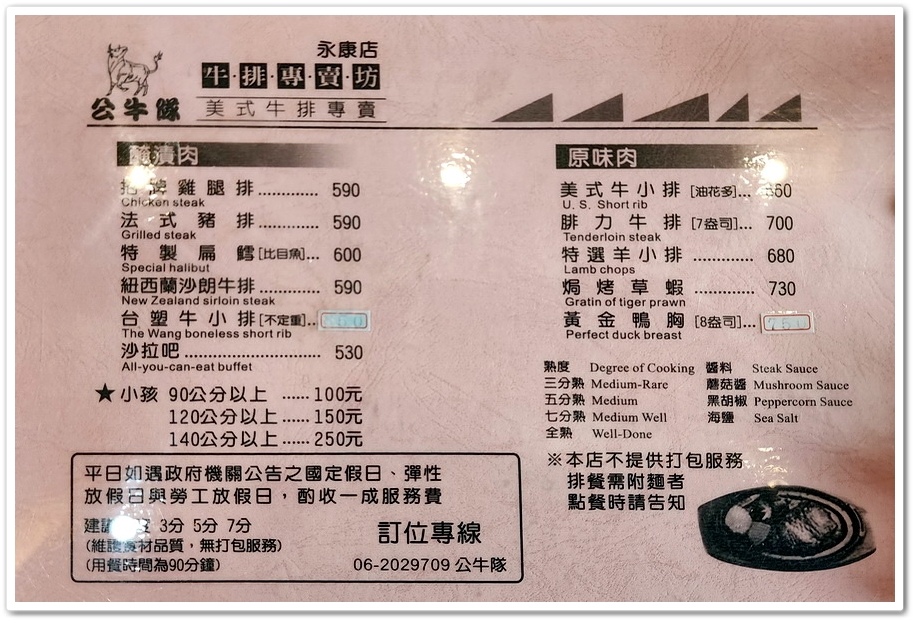 永康店
牛·排·專·賣·坊
公牛隊 美式牛排專賣
醃漬肉
招牌雞腿排............. 590
Chicken steak
法式豬排............. 590
Grilled steak
特製扁鱈[比目魚]... 600
Special halibut
紐西蘭沙朗牛排............. 590
New Zealand sirloin steak
台塑牛小排[不定重]..
The Wang boneless short rib
沙拉吧............................. 530
All-you-can-eat buffet
★小孩 90公分以上 ...... 100元
120公分以上 ...... 150元
140公分以上 ...... 250元
原味肉
美式牛小排[油花多]... 60
U. S. Short rib
腓力牛排[7盎司]... 700
Tenderloin steak
特選羊小排 ............. 680
Lamb chops
焗烤草蝦 ............. 730
Gratin of tiger prawn
黃金鴨胸[8盎司]...
Perfect duck breast
熟度 Degree of Cooking 醬料 Steak Sauce
三分熟 Medium-Rare 蘑菇醬 Mushroom Sauce
五分熟 Medium 黑胡椒 Peppercorn Sauce
七分熟 Medium Well 海鹽 Sea Salt
全熟 Well-Done
※本店不提供打包服務
排餐需附麵者
點餐時請告知
平日如遇政府機關公告之國定假日、彈性
放假日與勞工放假日，酌收一成服務費
建議 3分 5分 7分
(維護食材品質，無打包服務)
(用餐時間為90分鐘)
訂位專線
06-2029709 公牛隊